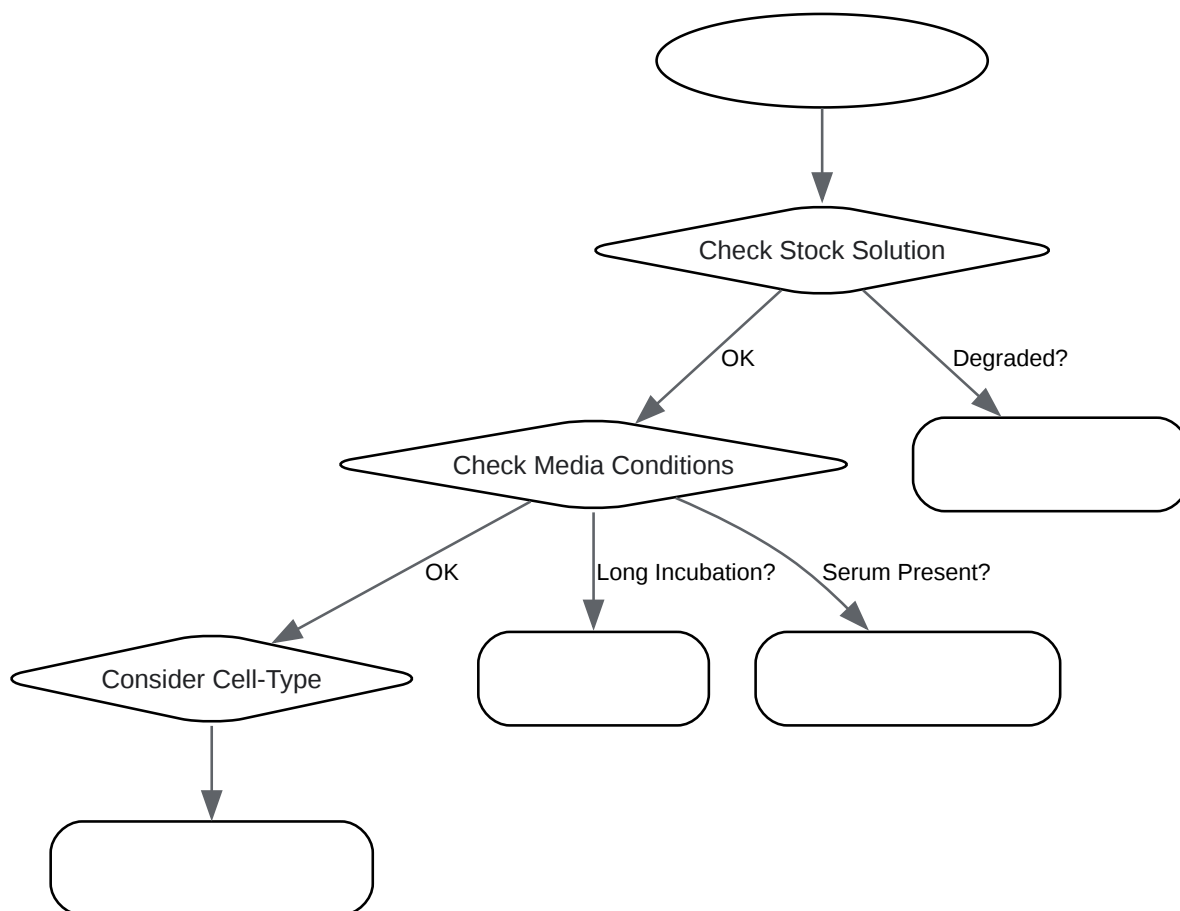 Check Stock Solution
OK
Degraded?
Check Media Conditions
OK
Long Incubation?
Serum Present?
Consider Cell-Type